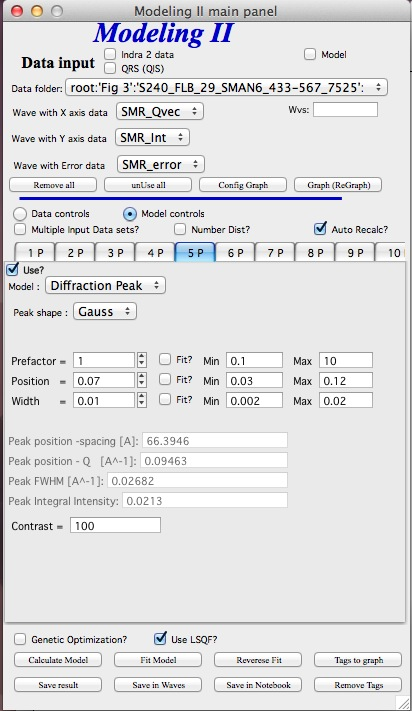 Modeling II main panel
Modeling II
Data input
Indra 2 data
Model
QRS (QIS)
Data folder: root:'Fig 3':'S240_FLB_29_SMAN6_433-567_7525':
Wave with X axis data SMR_Qvec Wvs:
Wave with Y axis data SMR_Int
Wave with Error data SMR_error
Remove all unUse all Config Graph Graph (ReGraph)
Data controls Model controls
Multiple Input Data sets? Number Dist? Auto Recalc?
1 P 2 P 3 P 4 P 5 P 6 P 7 P 8 P 9 P 10
Use?
Model : Diffraction Peak
Peak shape : Gauss
Prefactor = 1 Fit? Min 0.1 Max 10
Position = 0.07 Fit? Min 0.03 Max 0.12
Width = 0.01 Fit? Min 0.002 Max 0.02
Peak position -spacing [A]: 66.3946
Peak position - Q [A^-1]: 0.09463
Peak FWHM [A^-1]: 0.02682
Peak Integral Intensity: 0.0213
Contrast = 100
Genetic Optimization? Use LSQF?
Calculate Model Fit Model Reverese Fit Tags to graph
Save result Save in Waves Save in Notebook Remove Tags